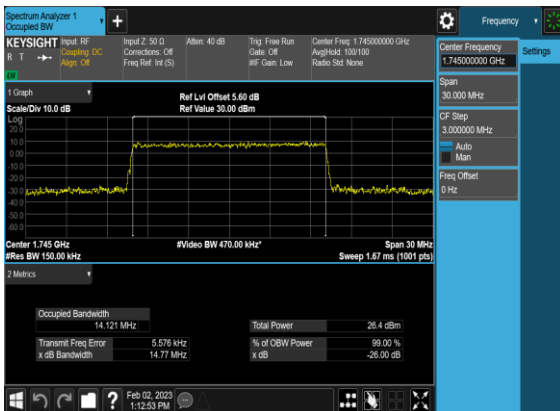 Spectrum Analyzer 1
Occupied BW
+
Frequency
KEYSIGHT
R T
Input: RF
Coupling: DC
Align: Off
Input Z: 50 Ω
Corrections: Off
Freq Ref: Int (S)
Atten: 40 dB
Trig: Free Run
Gate: Off
#IF Gain: Low
Center Freq: 1.745000000 GHz
Avg|Hold: 100/100
Radio Std: None
LV
Center Frequency
1.745000000 GHz
Settings
Span
30.000 MHz
CF Step
3.000000 MHz
Auto
Man
Freq Offset
0 Hz
1 Graph
Ref Lvl Offset 5.60 dB
Scale/Div 10.0 dB
Ref Value 30.00 dBm
Log
20.0
10.0
0.00
-10.0
-20.0
-30.0
-40.0
-50.0
-60.0
Center 1.745 GHz
#Video BW 470.00 kHz*
Span 30 MHz
#Res BW 150.00 kHz
Sweep 1.67 ms (1001 pts)
2 Metrics
Occupied Bandwidth
14.121 MHz
Total Power
26.4 dBm
Transmit Freq Error
5.576 kHz
% of OBW Power
99.00 %
x dB Bandwidth
14.77 MHz
x dB
-26.00 dB
?
Feb 02, 2023
1:12:53 PM